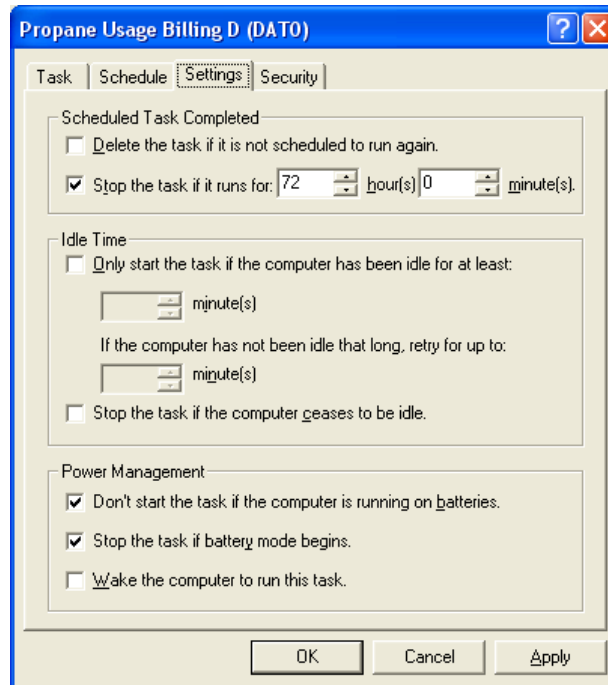 Propane Usage Billing D (DATO)
Task Schedule Settings Security
Scheduled Task Completed
Delete the task if it is not scheduled to run again.
Stop the task if it runs for: 72 hour(s) 0 minute(s).
Idle Time
Only start the task if the computer has been idle for at least:
minute(s)
If the computer has not been idle that long, retry for up to:
minute(s)
Stop the task if the computer ceases to be idle.
Power Management
Don't start the task if the computer is running on batteries.
Stop the task if battery mode begins.
Wake the computer to run this task.
OK Cancel Apply